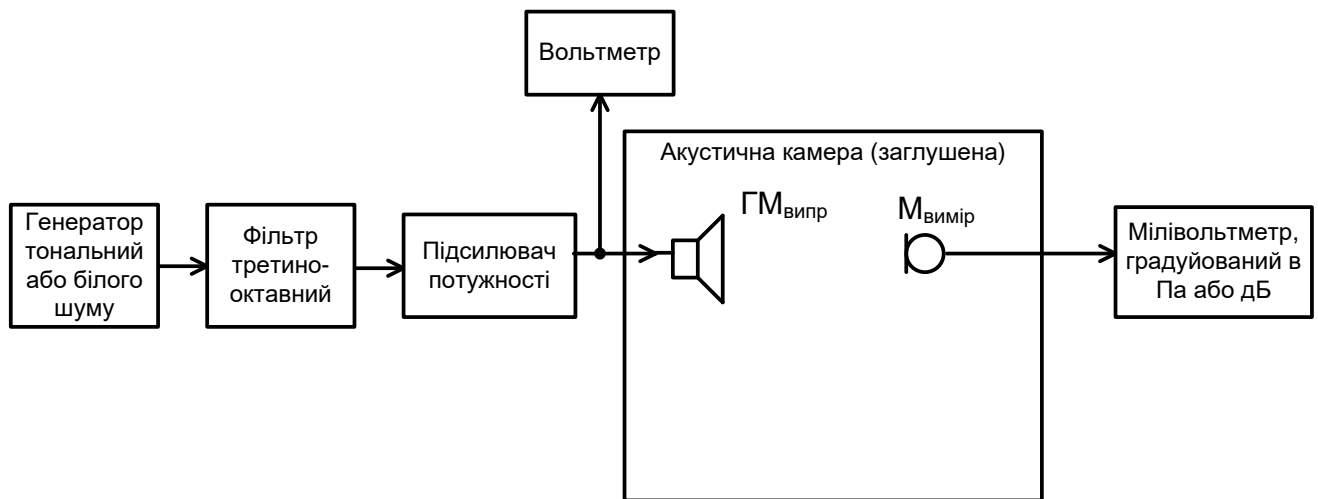 Вольтметр
Акустична камера (заглушена)
ГМвипр
Мвимір
Генератор
тональний
або білого
шуму
Фільтр
третино-
октавний
Підсилювач
потужності
Мілівольтметр,
градуйований в
Па або дБ